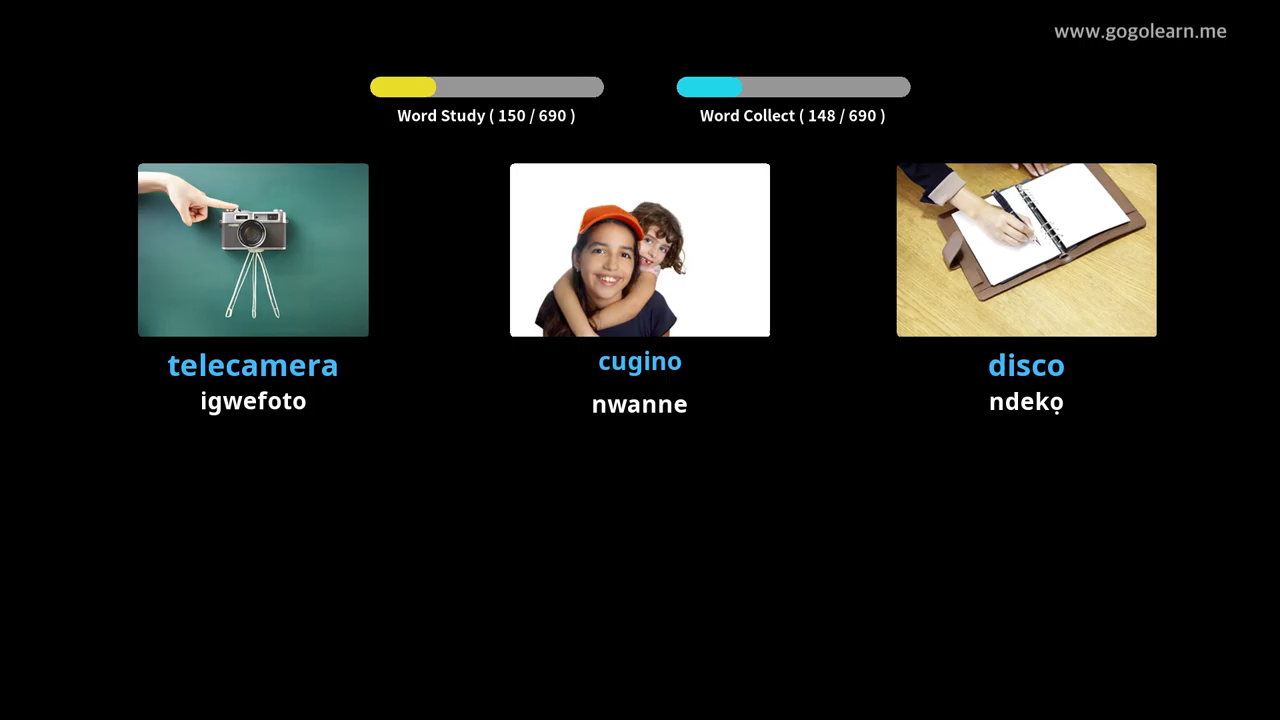 www.gogolearn.me
Word Study ( 150 / 690 )
Word Collect ( 148 / 690 )
telecamera
igwefoto
cugino
nwanne
disco
ndekọ